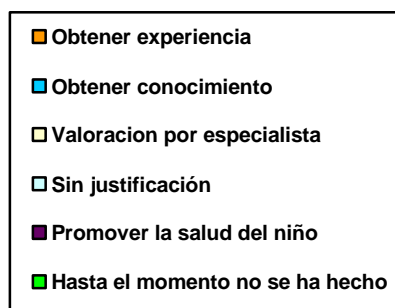 Obtener experiencia
Obtener conocimiento
Valoracion por especialista
Sin justificación
Promover la salud del niño
Hasta el momento no se ha hecho